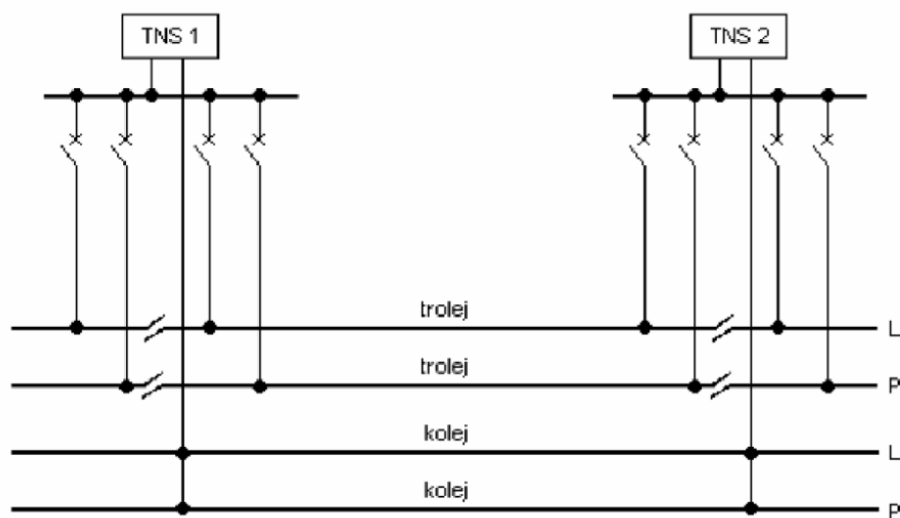 TNS 1
TNS 2
trolej
L
trolej
P
kolej
L
kolej
P